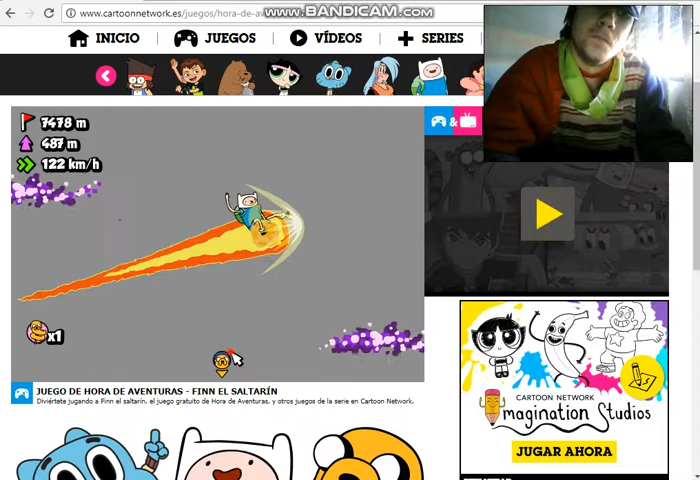 www.cartoonnetwork.es/juegos/hora-de-av
www.BANDICAM.com
INICIO
JUEGOS
VÍDEOS
SERIES
7478 m
487 m
122 km/h
&
x1
JUEGO DE HORA DE AVENTURAS - FINN EL SALTARÍN
Diviértete jugando a Finn el saltarín, el juego gratuito de Hora de Aventuras, y otros juegos de la serie en Cartoon Network.
CARTOON NETWORK
Imagination Studios
JUGAR AHORA